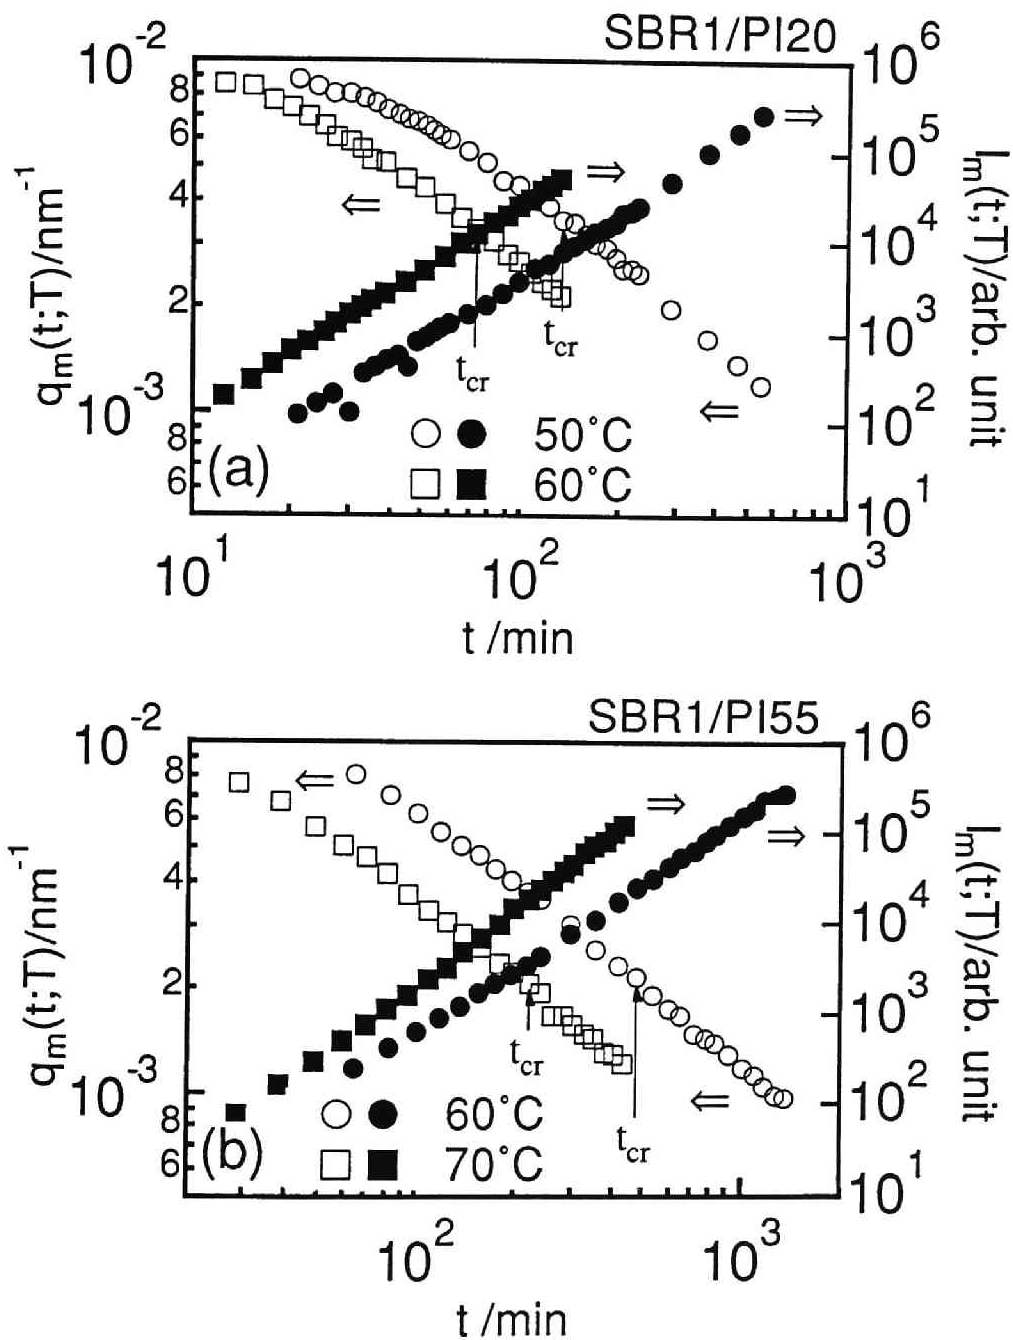 SBR1/PI20
10^-2
8
6
4
2
10^-3
8
6
q_m(t;T)/nm^-1
10^6
10^5
10^4
10^3
10^2
10^1
I_m(t;T)/arb. unit
⇒
⇒
⇐
⇐
t_cr
t_cr
(a)
○ ● 50°C
□ ■ 60°C
10^1 10^2 10^3
t /min
SBR1/PI55
10^-2
8
6
4
2
10^-3
8
6
q_m(t;T)/nm^-1
10^6
10^5
10^4
10^3
10^2
10^1
I_m(t;T)/arb. unit
⇐
⇒
⇒
⇐
t_cr
t_cr
(b)
○ ● 60°C
□ ■ 70°C
10^2 10^3
t /min